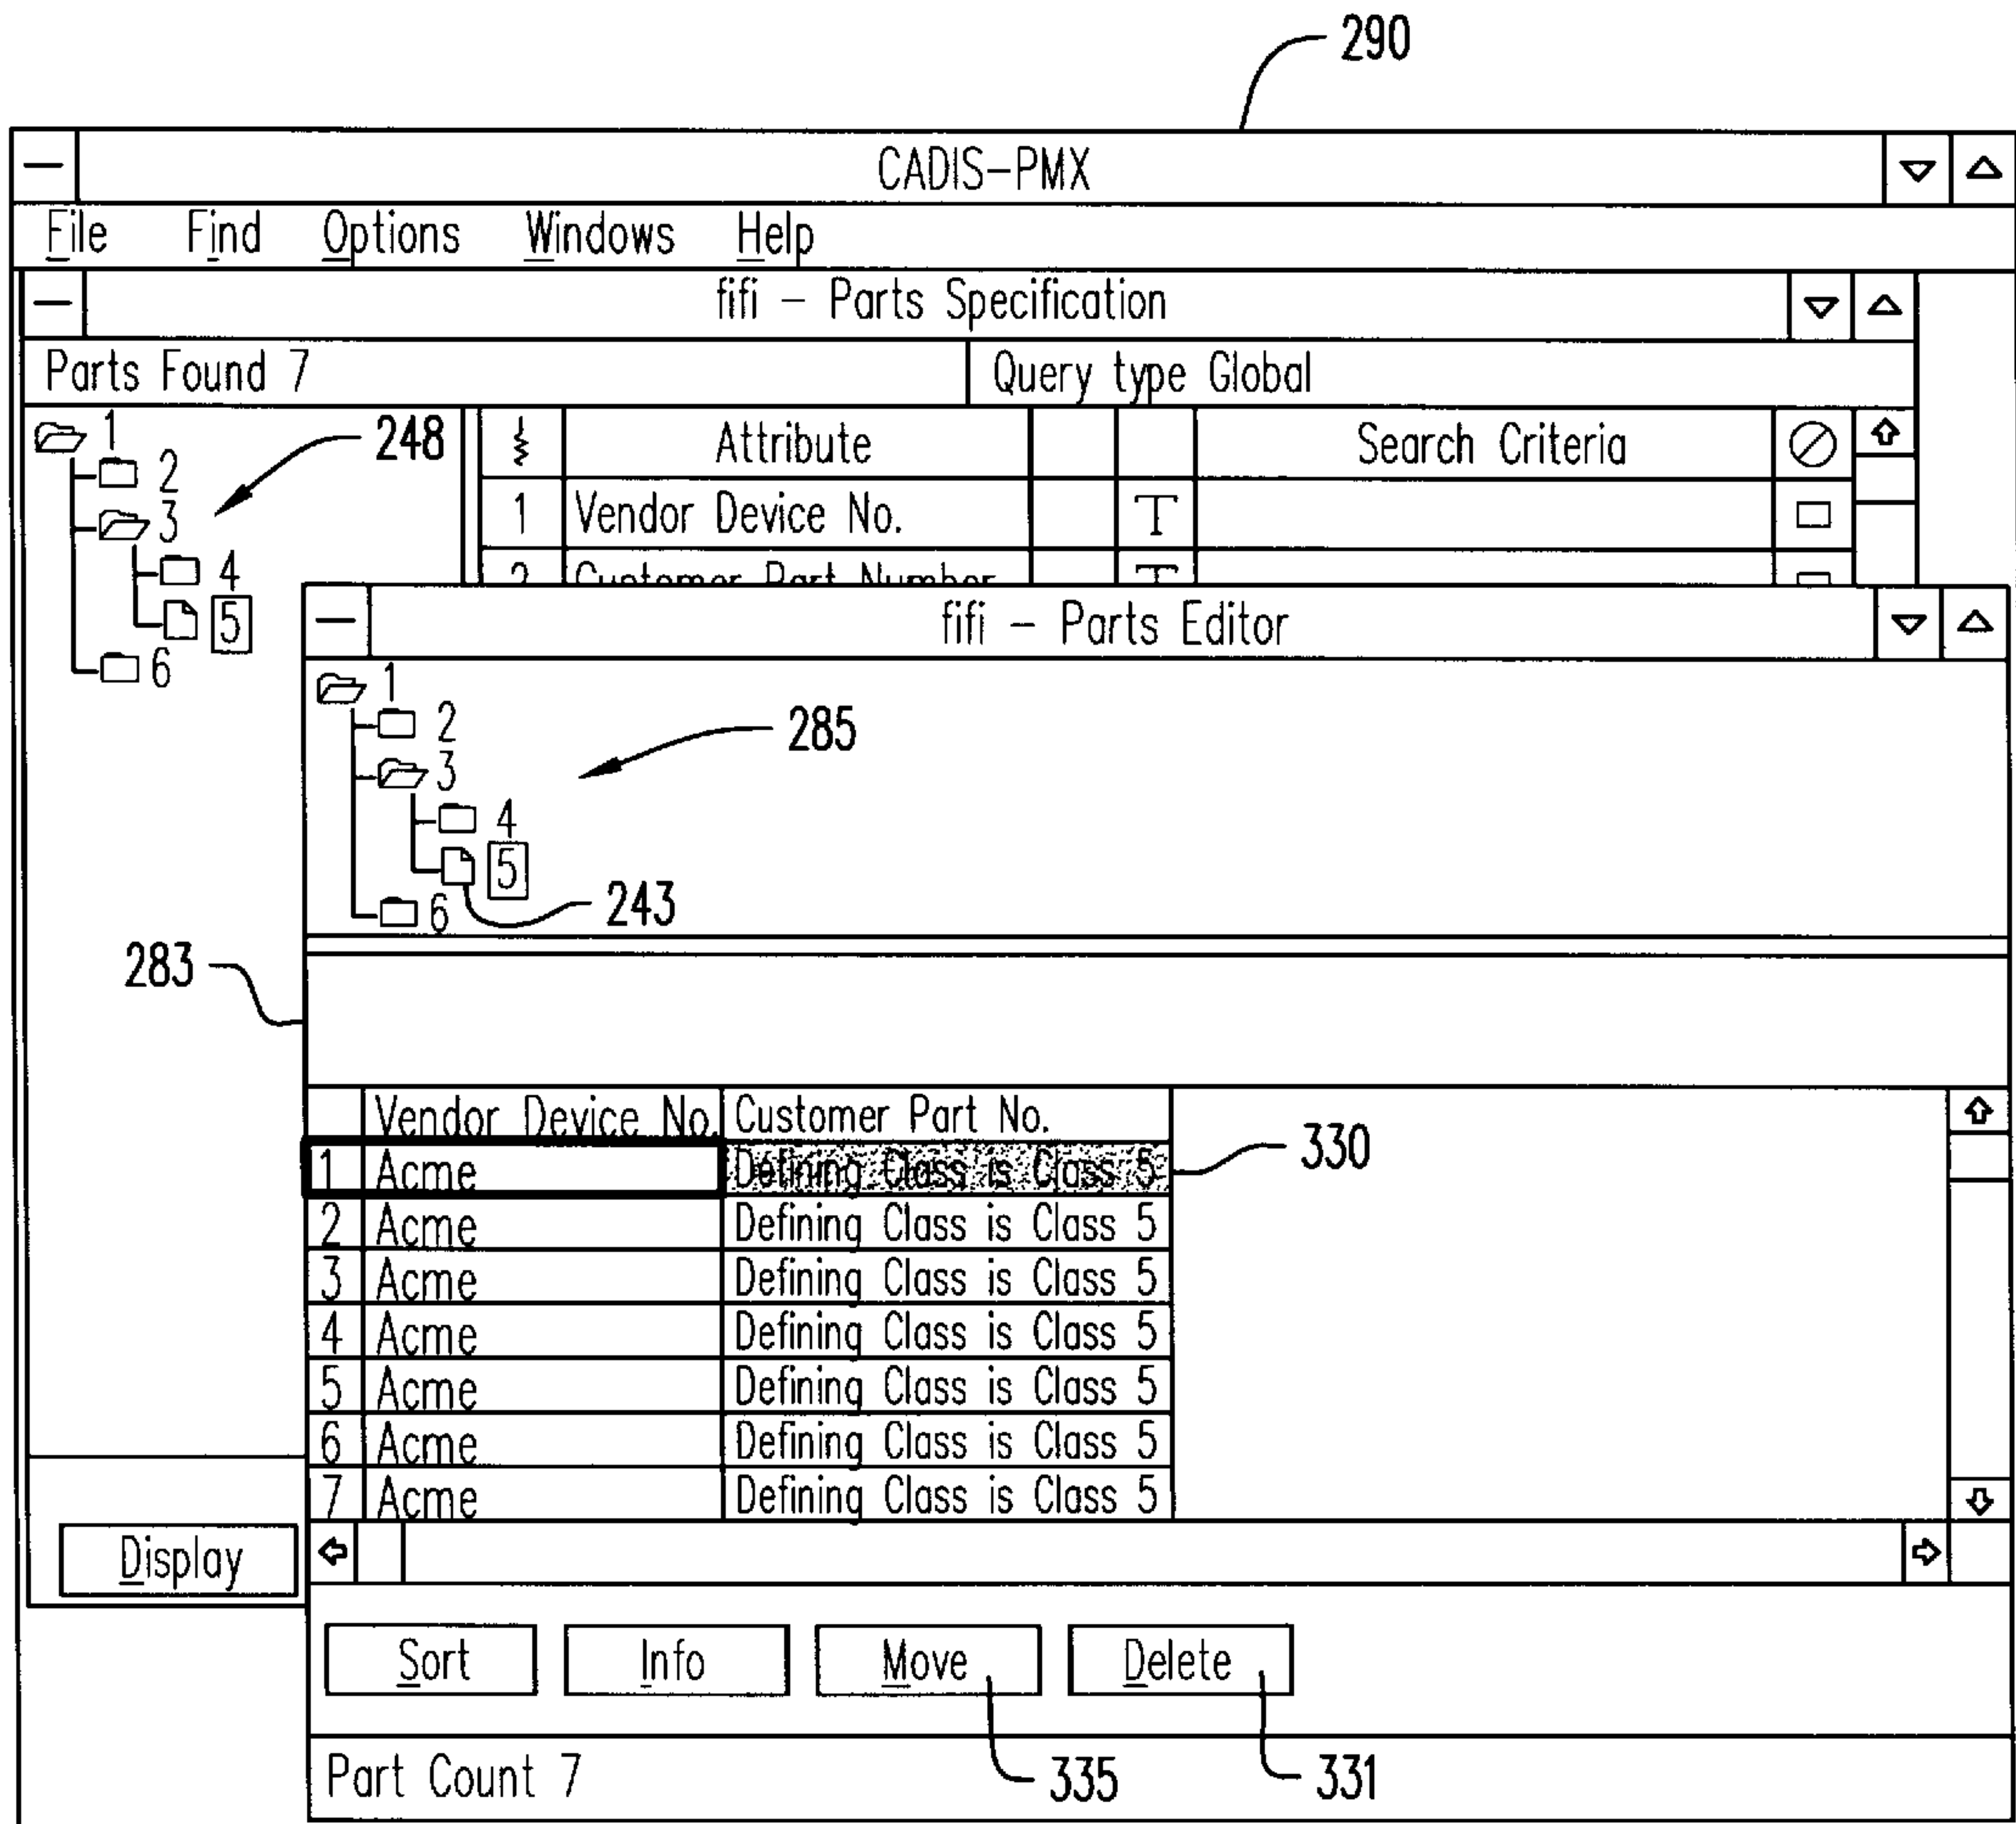 290
CADIS-PMX
File Find Options Windows Help
fifi - Parts Specification
Parts Found 7 Query type Global
1
2
3
4
5
6
248
Attribute Search Criteria
1 Vendor Device No. T
2 Customer Part Number T
fifi - Parts Editor
1
2
3
4
5
6
285
243
283
Vendor Device No. Customer Part No.
1 Acme Defining Class is Class 5
330
2 Acme Defining Class is Class 5
3 Acme Defining Class is Class 5
4 Acme Defining Class is Class 5
5 Acme Defining Class is Class 5
6 Acme Defining Class is Class 5
7 Acme Defining Class is Class 5
Display
Sort Info Move Delete
Part Count 7
335
331